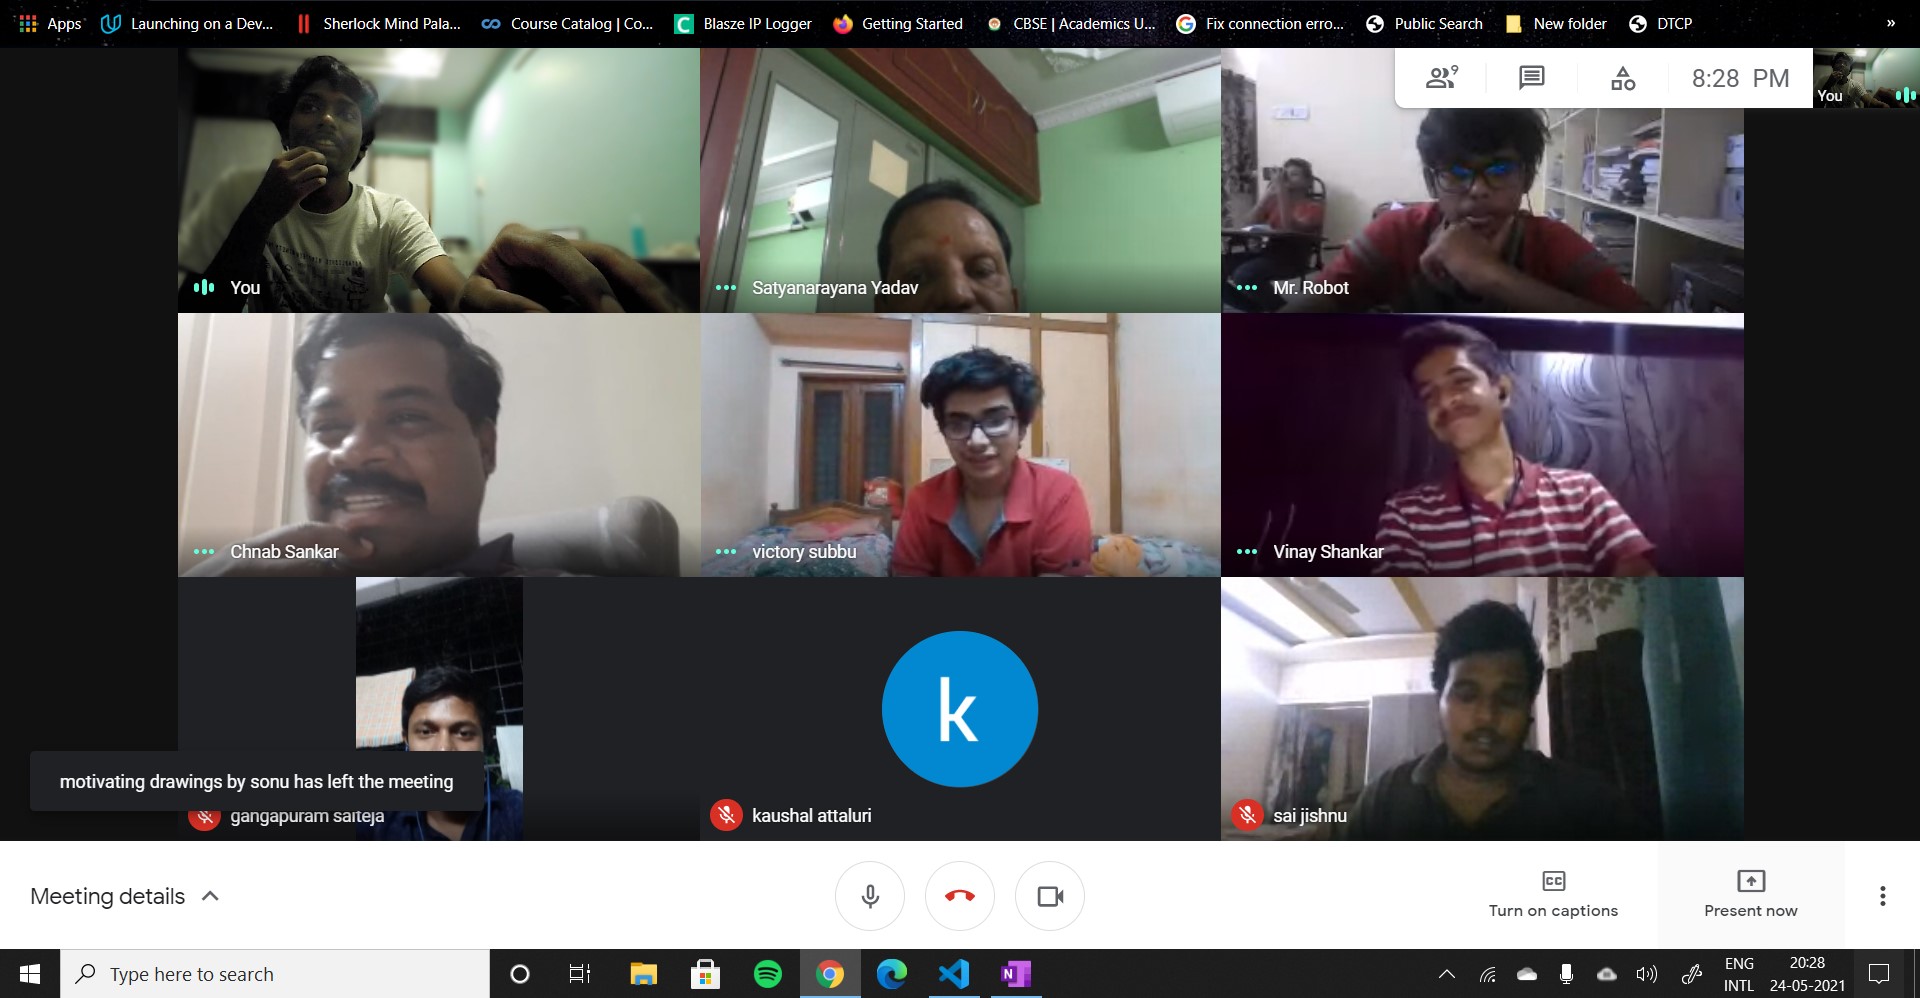 Apps
Launching on a Dev...
Sherlock Mind Pala...
Course Catalog | Co...
Blasze IP Logger
Getting Started
CBSE | Academics U...
Fix connection erro...
Public Search
New folder
DTCP
»
9
8:28 PM
You
You
Satyanarayana Yadav
Mr. Robot
Chnab Sankar
victory subbu
Vinay Shankar
k
motivating drawings by sonu has left the meeting
gangapuram saiteja
kaushal attaluri
sai jishnu
Meeting details
CC
Turn on captions
Present now
Type here to search
N
ENG
INTL
20:28
24-05-2021